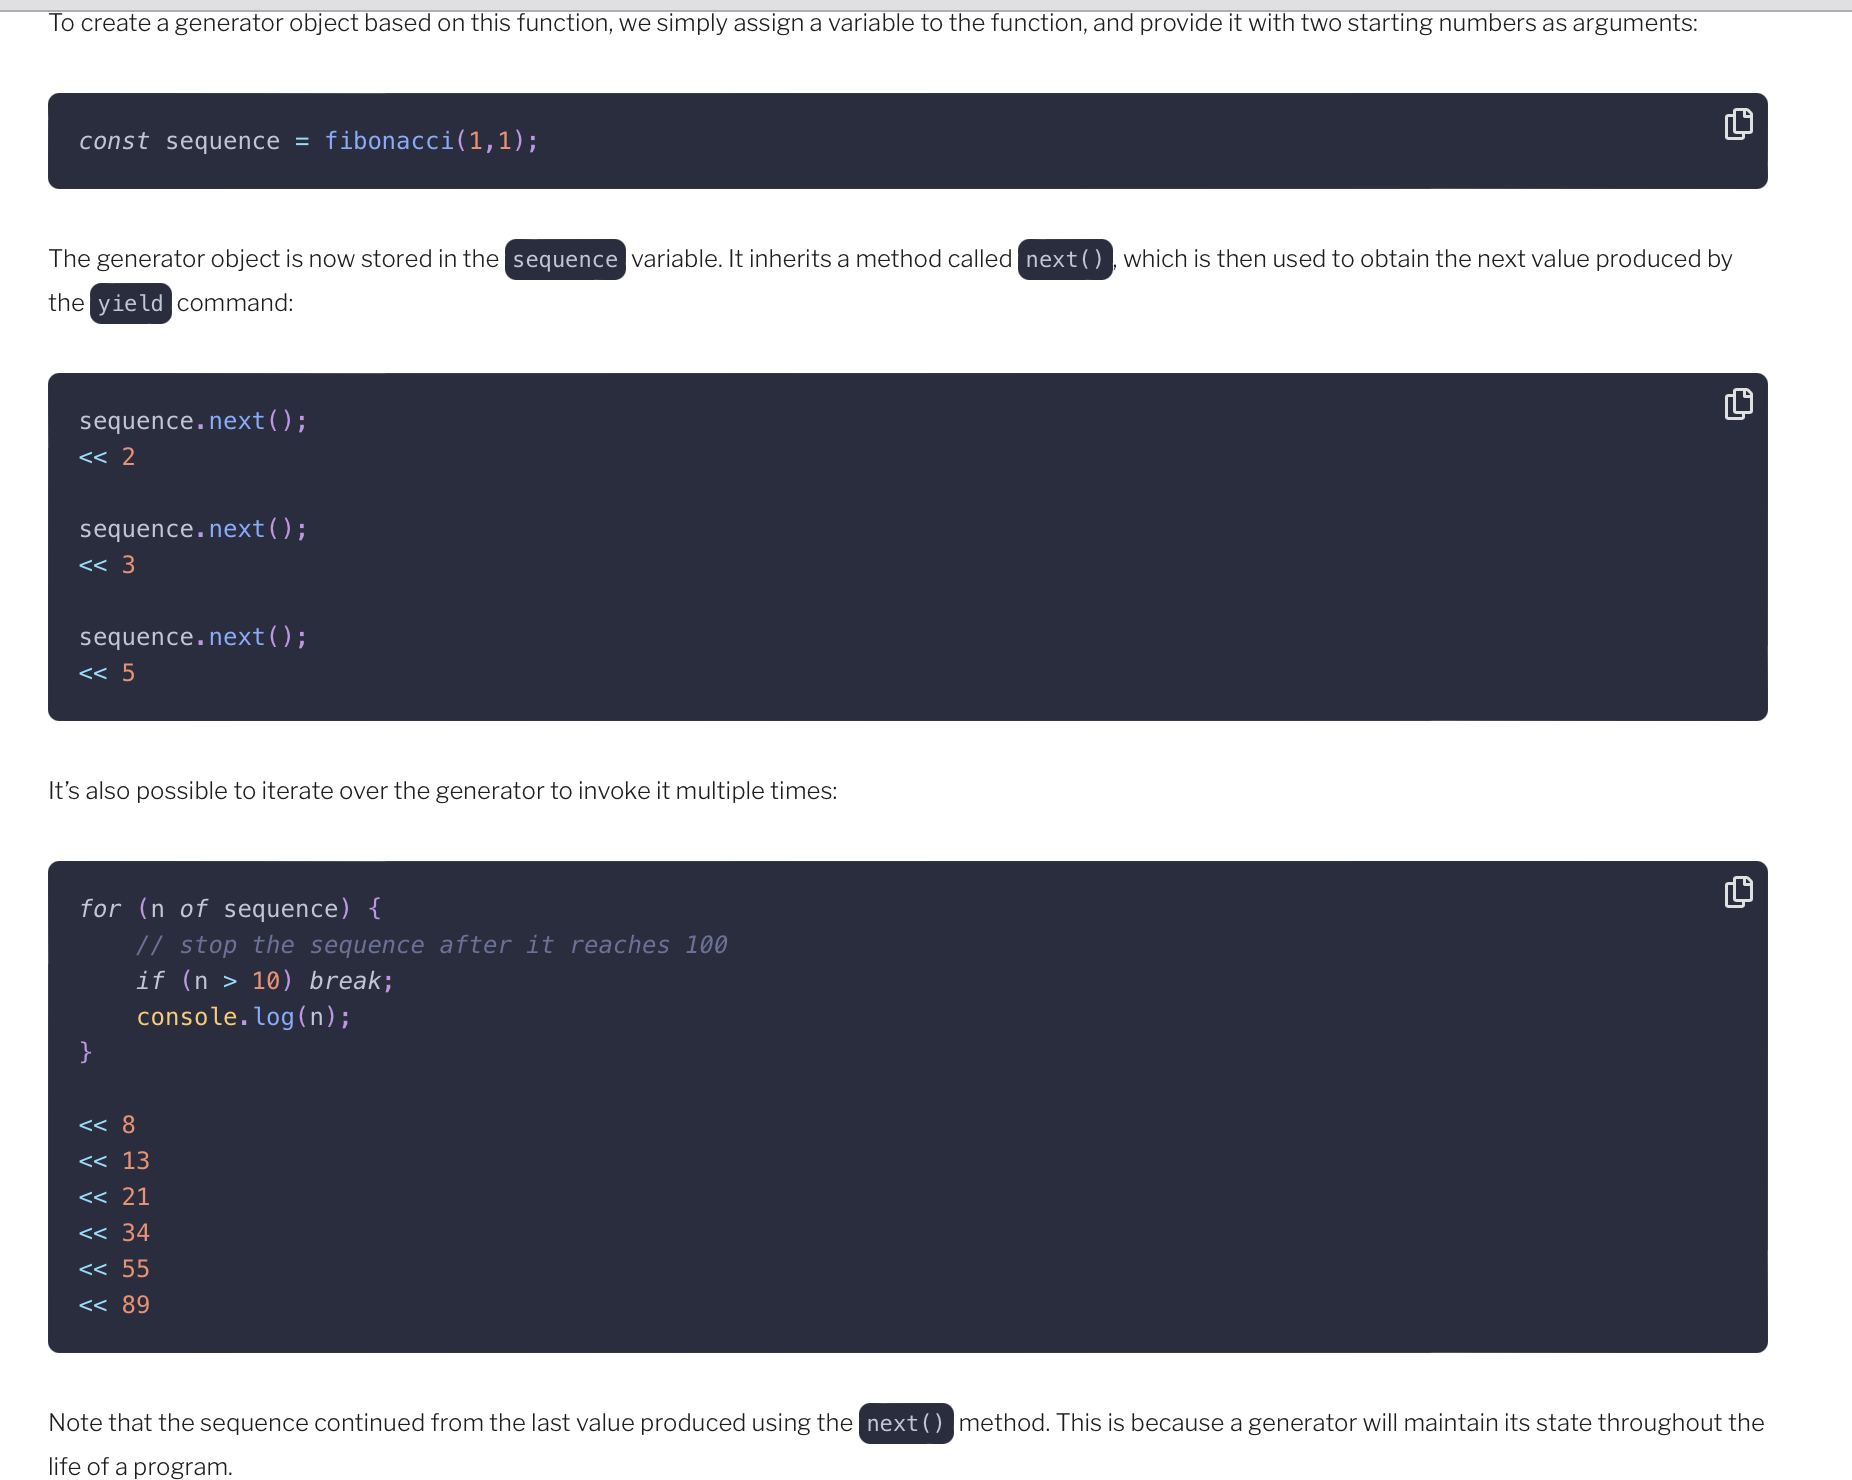 To create a generator object based on this function, we simply assign a variable to the function, and provide it with two starting numbers as arguments:
const sequence = fibonacci(1,1);
The generator object is now stored in the sequence variable. It inherits a method called next(), which is then used to obtain the next value produced by
the yield command:
sequence.next();
<< 2
sequence.next();
<< 3
sequence.next();
<< 5
It’s also possible to iterate over the generator to invoke it multiple times:
for (n of sequence) {
    // stop the sequence after it reaches 100
    if (n > 10) break;
    console.log(n);
}
<< 8
<< 13
<< 21
<< 34
<< 55
<< 89
Note that the sequence continued from the last value produced using the next() method. This is because a generator will maintain its state throughout the
life of a program.